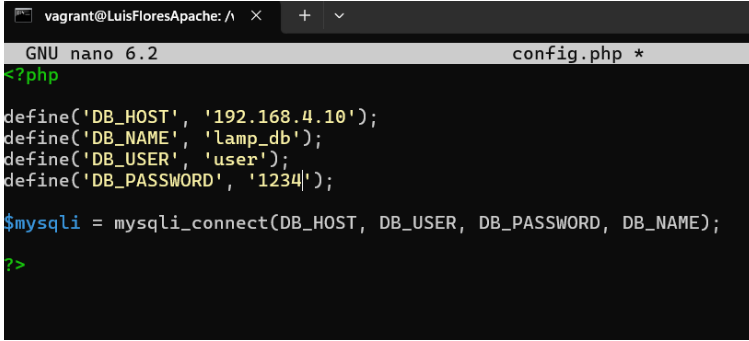 vagrant@LuisFloresApache: /v
GNU nano 6.2 config.php *
<?php
define('DB_HOST', '192.168.4.10');
define('DB_NAME', 'lamp_db');
define('DB_USER', 'user');
define('DB_PASSWORD', '1234');
$mysqli = mysqli_connect(DB_HOST, DB_USER, DB_PASSWORD, DB_NAME);
?>